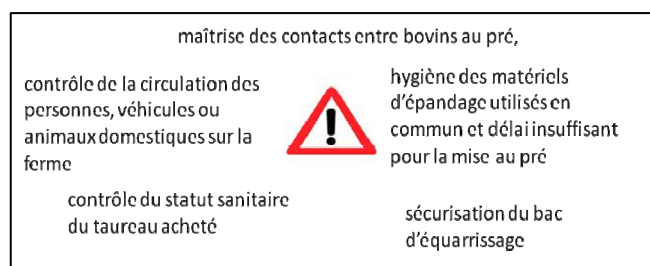 maîtrise des contacts entre bovins au pré,
contrôle de la circulation des
personnes, véhicules ou
animaux domestiques sur la
ferme
hygiène des matériels
d'épandage utilisés en
commun et délai insuffisant
pour la mise au pré
contrôle du statut sanitaire
du taureau acheté
sécurisation du bac
d'équarrissage